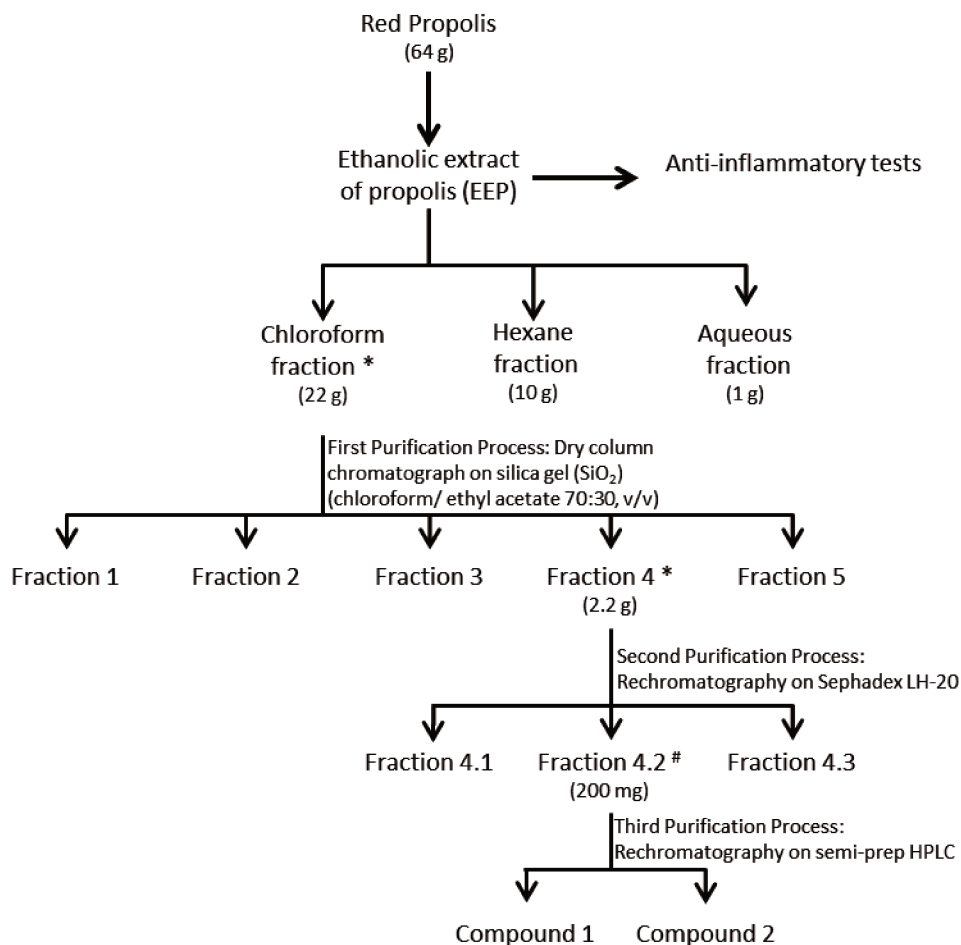 Red Propolis
(64 g)
Ethanolic extract
of propolis (EEP)
Anti-inflammatory tests
Chloroform
fraction *
(22 g)
Hexane
fraction
(10 g)
Aqueous
fraction
(1 g)
First Purification Process: Dry column
chromatograph on silica gel (SiO₂)
(chloroform/ ethyl acetate 70:30, v/v)
Fraction 1
Fraction 2
Fraction 3
Fraction 4 *
(2.2 g)
Fraction 5
Second Purification Process:
Rechromatography on Sephadex LH-20
Fraction 4.1
Fraction 4.2 #
(200 mg)
Fraction 4.3
Third Purification Process:
Rechromatography on semi-prep HPLC
Compound 1
Compound 2